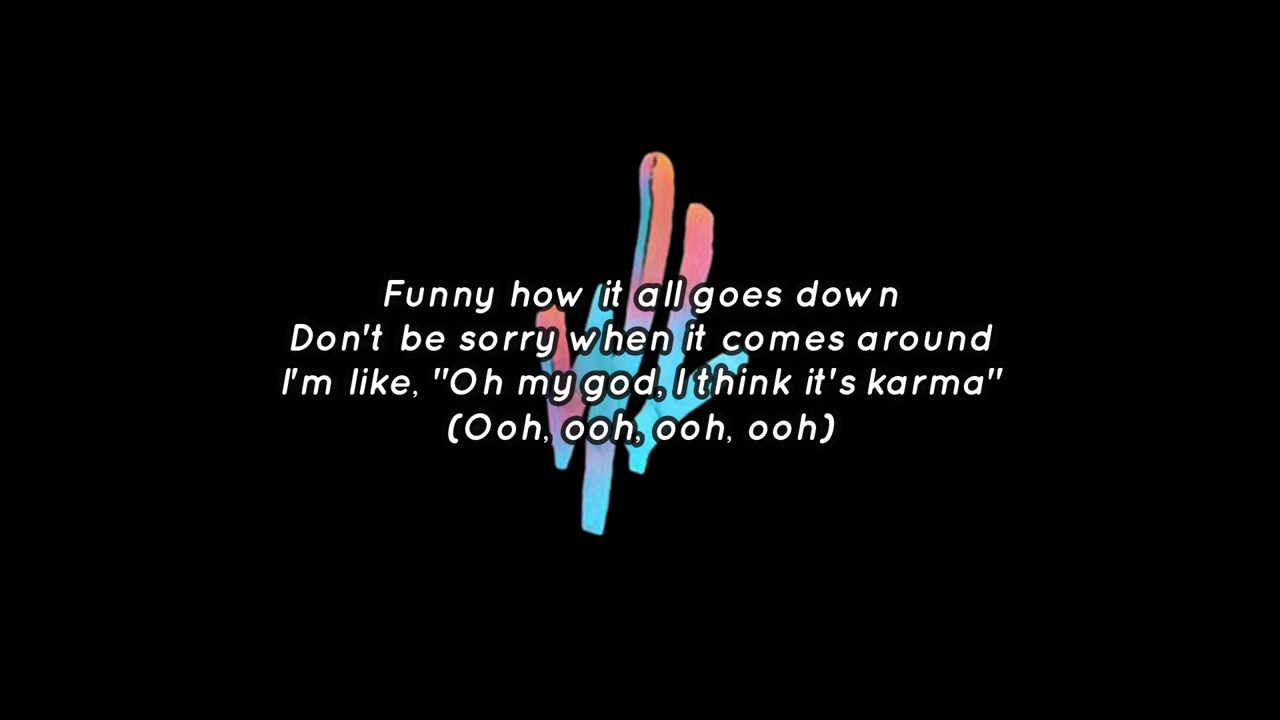 Funny how it all goes down
Don't be sorry when it comes around
I'm like, "Oh my god, I think it's karma"
(Ooh, ooh, ooh, ooh)